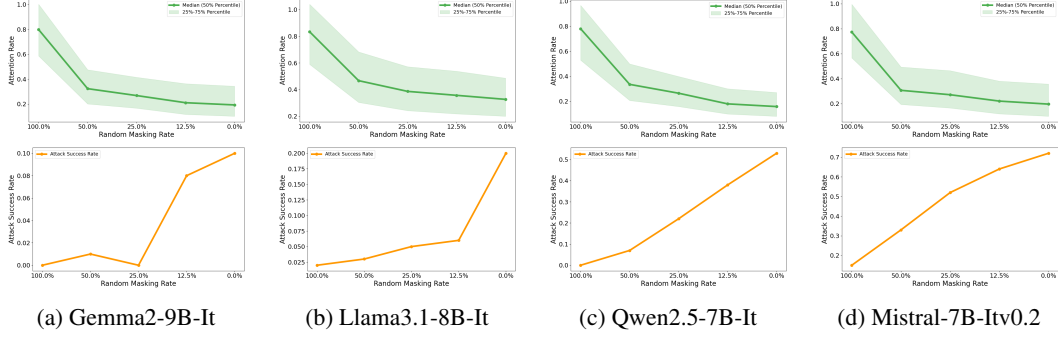 Median (50% Percentile)
25%-75% Percentile
Attention Rate
1.0
0.8
0.6
0.4
0.2
100.0% 50.0% 25.0% 12.5% 0.0%
Random Masking Rate
Attack Success Rate
Attack Success Rate
0.10
0.08
0.06
0.04
0.02
0.00
100.0% 50.0% 25.0% 12.5% 0.0%
Random Masking Rate
(a) Gemma2-9B-It
Median (50% Percentile)
25%-75% Percentile
Attention Rate
1.0
0.8
0.6
0.4
0.2
100.0% 50.0% 25.0% 12.5% 0.0%
Random Masking Rate
Attack Success Rate
Attack Success Rate
0.200
0.175
0.150
0.125
0.100
0.075
0.050
0.025
100.0% 50.0% 25.0% 12.5% 0.0%
Random Masking Rate
(b) Llama3.1-8B-It
Median (50% Percentile)
25%-75% Percentile
Attention Rate
0.8
0.6
0.4
0.2
100.0% 50.0% 25.0% 12.5% 0.0%
Random Masking Rate
Attack Success Rate
Attack Success Rate
0.5
0.4
0.3
0.2
0.1
0.0
100.0% 50.0% 25.0% 12.5% 0.0%
Random Masking Rate
(c) Qwen2.5-7B-It
Median (50% Percentile)
25%-75% Percentile
Attention Rate
1.0
0.8
0.6
0.4
0.2
100.0% 50.0% 25.0% 12.5% 0.0%
Random Masking Rate
Attack Success Rate
Attack Success Rate
0.7
0.6
0.5
0.4
0.3
0.2
100.0% 50.0% 25.0% 12.5% 0.0%
Random Masking Rate
(d) Mistral-7B-Itv0.2